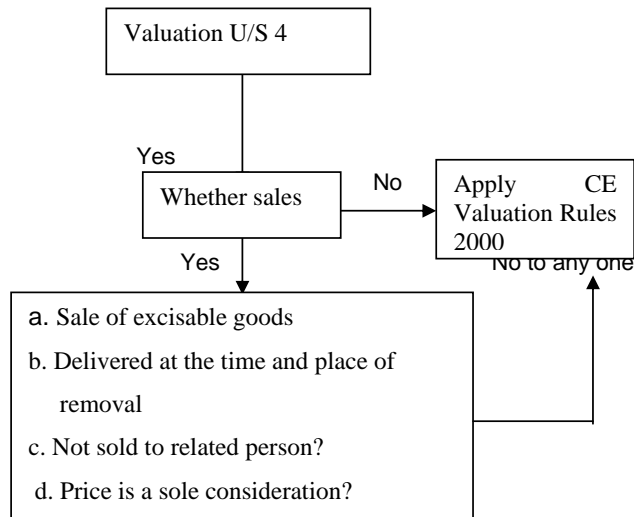 Valuation U/S 4
Yes
Whether sales
No
Apply CE
Valuation Rules
2000
Yes
No to any one
a. Sale of excisable goods
b. Delivered at the time and place of
removal
c. Not sold to related person?
d. Price is a sole consideration?